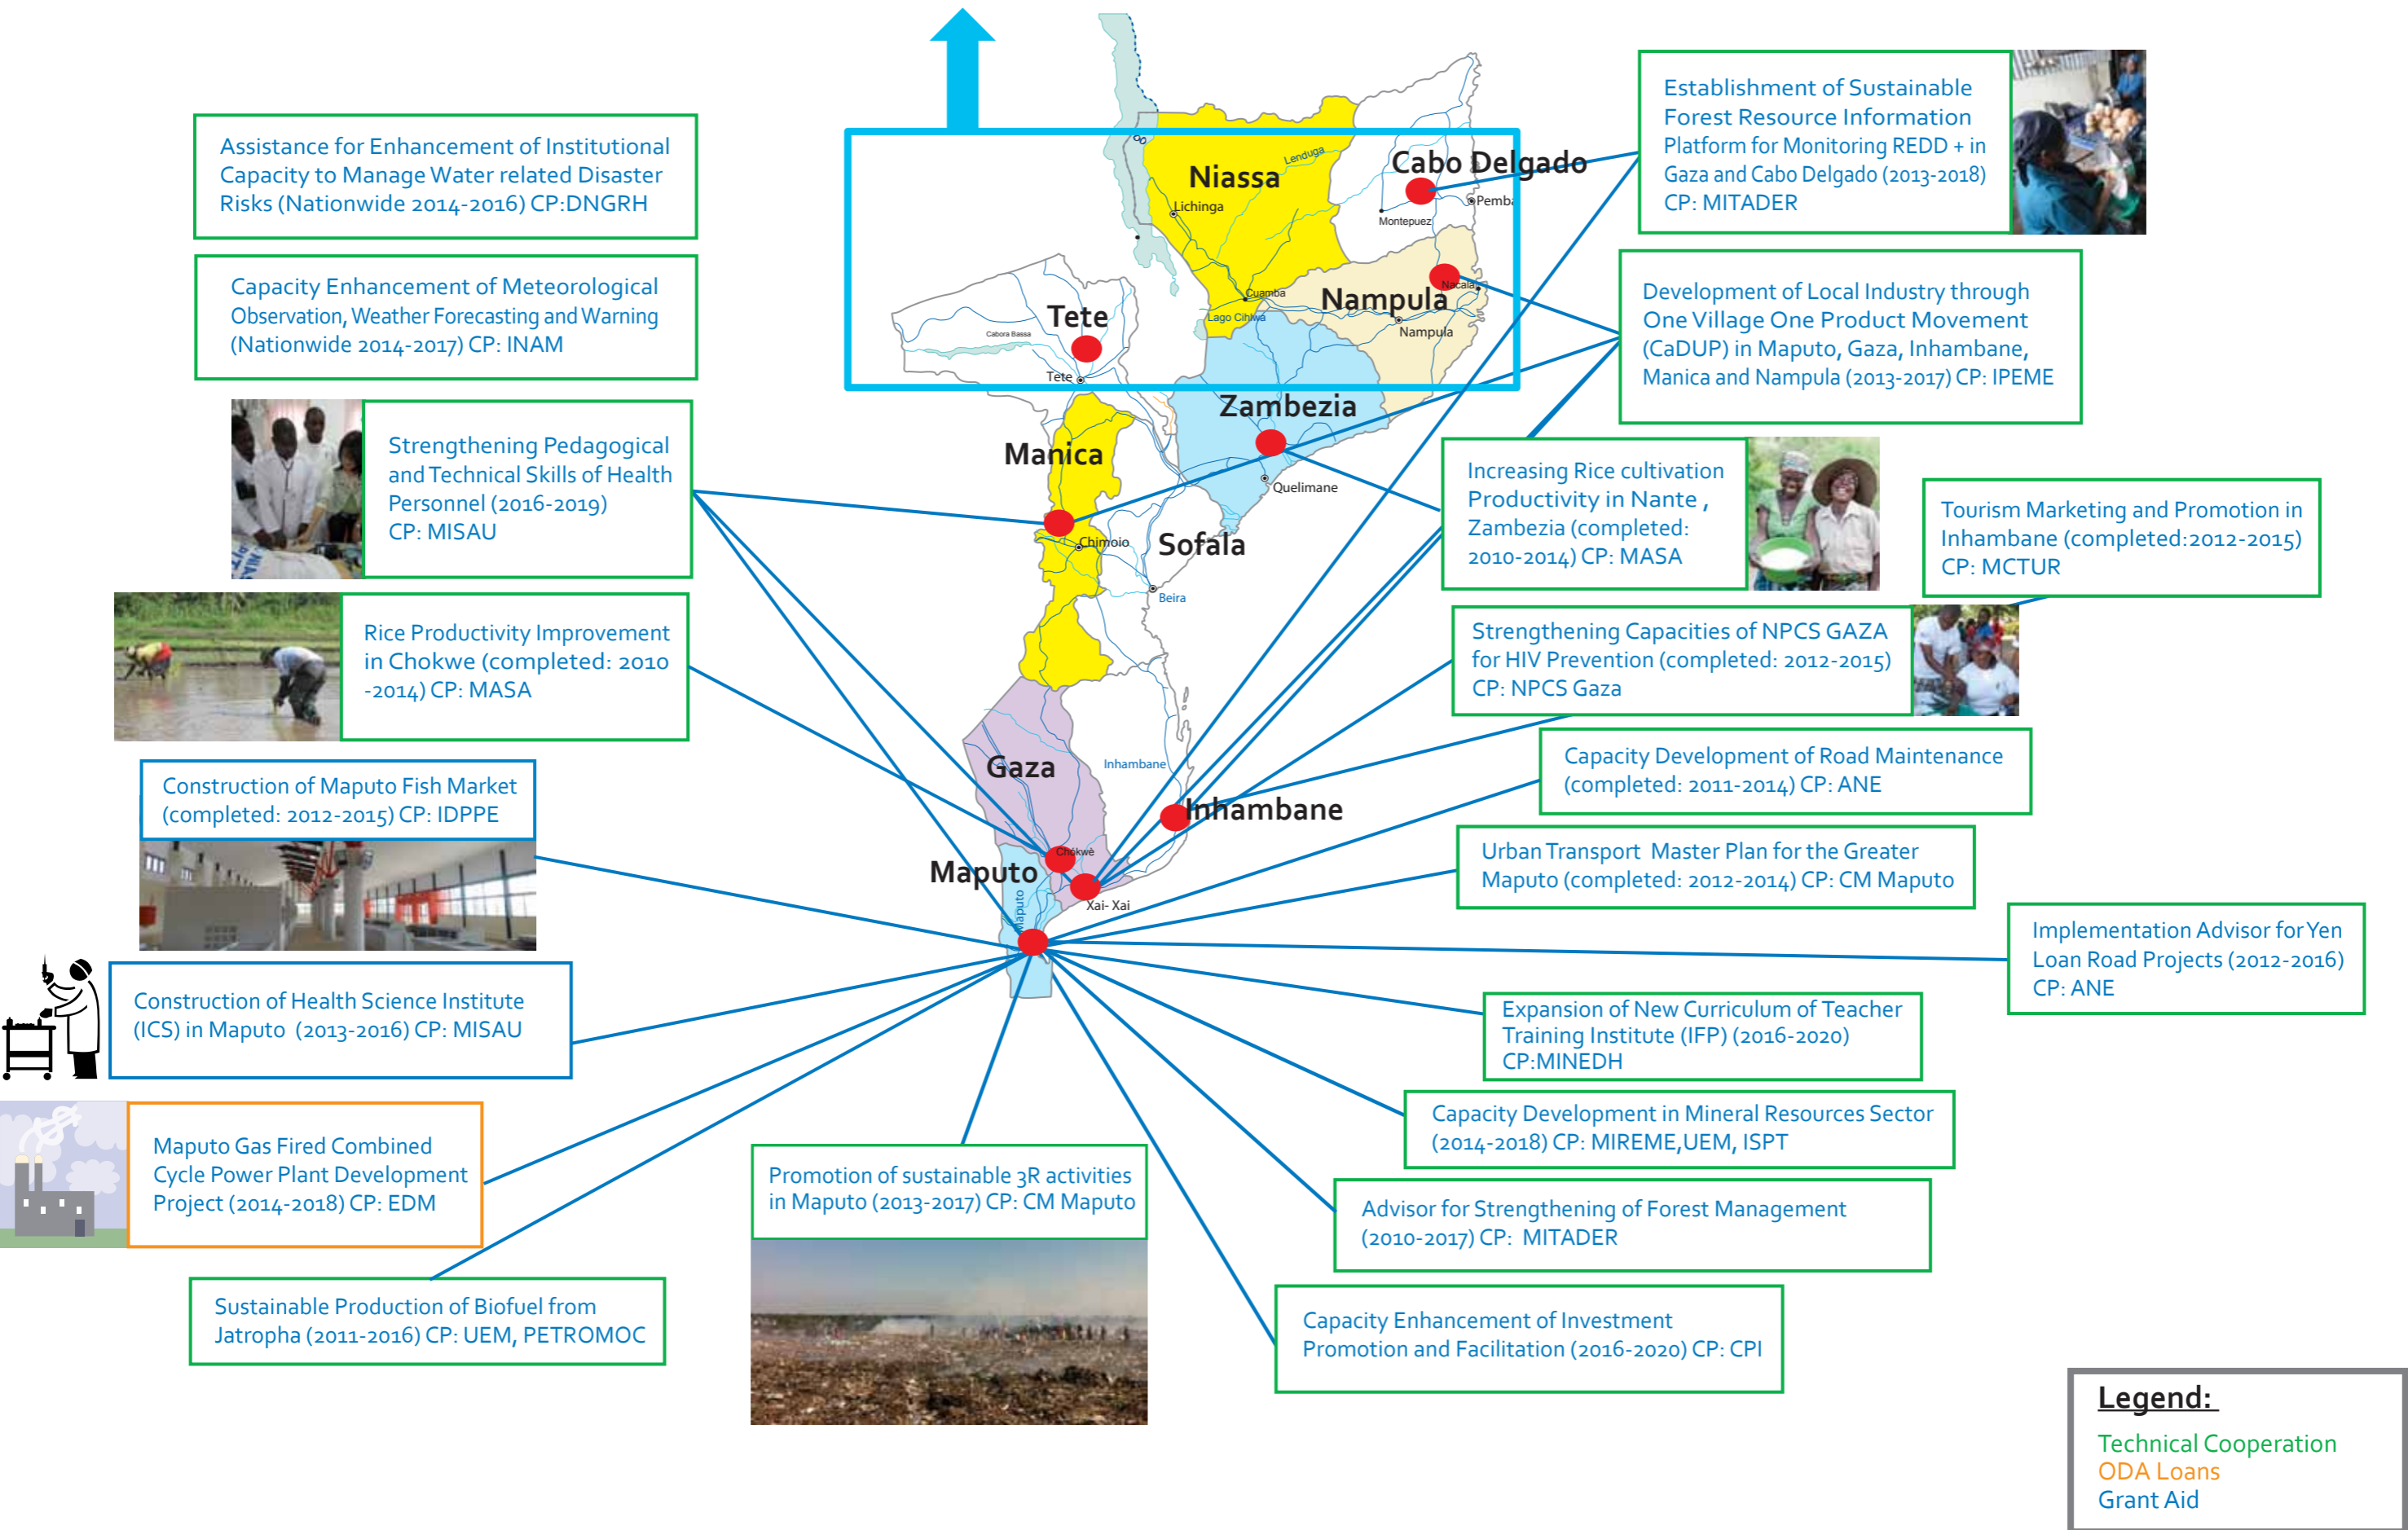 Assistance for Enhancement of Institutional
Capacity to Manage Water related Disaster
Risks (Nationwide 2014-2016) CP:DNGRH
Capacity Enhancement of Meteorological
Observation, Weather Forecasting and Warning
(Nationwide 2014-2017) CP: INAM
Strengthening Pedagogical
and Technical Skills of Health
Personnel (2016-2019)
CP: MISAU
Rice Productivity Improvement
in Chokwe (completed: 2010
-2014) CP: MASA
Construction of Maputo Fish Market
(completed: 2012-2015) CP: IDPPE
Construction of Health Science Institute
(ICS) in Maputo (2013-2016) CP: MISAU
Maputo Gas Fired Combined
Cycle Power Plant Development
Project (2014-2018) CP: EDM
Sustainable Production of Biofuel from
Jatropha (2011-2016) CP: UEM, PETROMOC
Promotion of sustainable 3R activities
in Maputo (2013-2017) CP: CM Maputo
Niassa
Lenduga
Lichinga
Cabo Delgado
Pemba
Montepuez
Cuamba
Lago Cihlwa
Nampula
Nacala
Nampula
Tete
Cabora Bassa
Tete
Zambezia
Quelimane
Manica
Chimoio
Sofala
Beira
Gaza
Inhambane
Inhambane
Chókwè
Maputo
Maputo
Xai- Xai
Establishment of Sustainable
Forest Resource Information
Platform for Monitoring REDD + in
Gaza and Cabo Delgado (2013-2018)
CP: MITADER
Development of Local Industry through
One Village One Product Movement
(CaDUP) in Maputo, Gaza, Inhambane,
Manica and Nampula (2013-2017) CP: IPEME
Increasing Rice cultivation
Productivity in Nante ,
Zambezia (completed:
2010-2014) CP: MASA
Tourism Marketing and Promotion in
Inhambane (completed:2012-2015)
CP: MCTUR
Strengthening Capacities of NPCS GAZA
for HIV Prevention (completed: 2012-2015)
CP: NPCS Gaza
Capacity Development of Road Maintenance
(completed: 2011-2014) CP: ANE
Urban Transport Master Plan for the Greater
Maputo (completed: 2012-2014) CP: CM Maputo
Implementation Advisor for Yen
Loan Road Projects (2012-2016)
CP: ANE
Expansion of New Curriculum of Teacher
Training Institute (IFP) (2016-2020)
CP:MINEDH
Capacity Development in Mineral Resources Sector
(2014-2018) CP: MIREME,UEM, ISPT
Advisor for Strengthening of Forest Management
(2010-2017) CP: MITADER
Capacity Enhancement of Investment
Promotion and Facilitation (2016-2020) CP: CPI
Legend:
Technical Cooperation
ODA Loans
Grant Aid